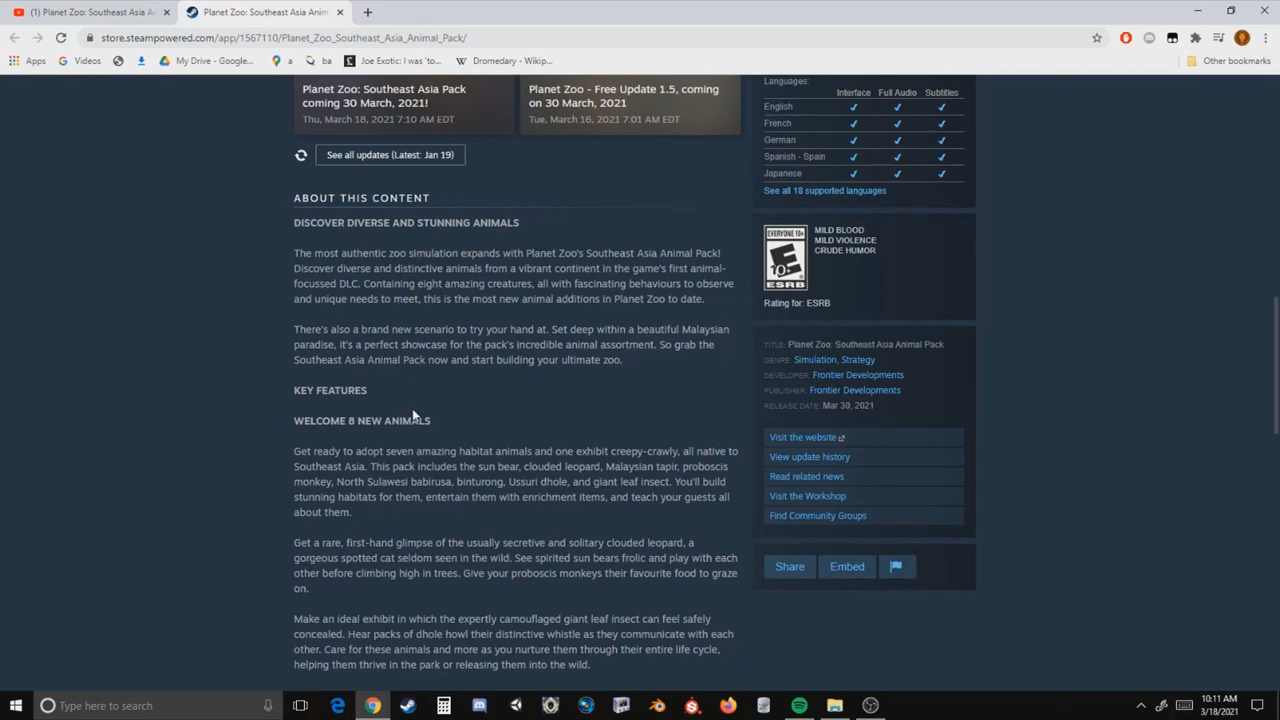 (1) Planet Zoo: Southeast Asia An
Planet Zoo: Southeast Asia Anim
store.steampowered.com/app/1567110/Planet_Zoo_Southeast_Asia_Animal_Pack/
Apps
Videos
My Drive - Google...
a
ba
Joe Exotic: I was 'to...
Dromedary - Wikip...
Other bookmarks
Planet Zoo: Southeast Asia Pack
coming 30 March, 2021!
Thu, March 18, 2021 7:10 AM EDT
Planet Zoo - Free Update 1.5, coming
on 30 March, 2021
Tue, March 16, 2021 7:01 AM EDT
See all updates (Latest: Jan 19)
ABOUT THIS CONTENT
DISCOVER DIVERSE AND STUNNING ANIMALS
The most authentic zoo simulation expands with Planet Zoo's Southeast Asia Animal Pack!
Discover diverse and distinctive animals from a vibrant continent in the game's first animal-
focussed DLC. Containing eight amazing creatures, all with fascinating behaviours to observe
and unique needs to meet, this is the most new animal additions in Planet Zoo to date.
There's also a brand new scenario to try your hand at. Set deep within a beautiful Malaysian
paradise, it's a perfect showcase for the pack's incredible animal assortment. So grab the
Southeast Asia Animal Pack now and start building your ultimate zoo.
KEY FEATURES
WELCOME 8 NEW ANIMALS
Get ready to adopt seven amazing habitat animals and one exhibit creepy-crawly, all native to
Southeast Asia. This pack includes the sun bear, clouded leopard, Malaysian tapir, proboscis
monkey, North Sulawesi babirusa, binturong, Ussuri dhole, and giant leaf insect. You'll build
stunning habitats for them, entertain them with enrichment items, and teach your guests all
about them.
Get a rare, first-hand glimpse of the usually secretive and solitary clouded leopard, a
gorgeous spotted cat seldom seen in the wild. See spirited sun bears frolic and play with each
other before climbing high in trees. Give your proboscis monkeys their favourite food to graze
on.
Make an ideal exhibit in which the expertly camouflaged giant leaf insect can feel safely
concealed. Hear packs of dhole howl their distinctive whistle as they communicate with each
other. Care for these animals and more as you nurture them through their entire life cycle,
helping them thrive in the park or releasing them into the wild.
Languages:
Interface Full Audio Subtitles
English
French
German
Spanish - Spain
Japanese
See all 18 supported languages
EVERYONE 10+
E
10+
ESRB
MILD BLOOD
MILD VIOLENCE
CRUDE HUMOR
Rating for: ESRB
TITLE: Planet Zoo: Southeast Asia Animal Pack
GENRE: Simulation, Strategy
DEVELOPER: Frontier Developments
PUBLISHER: Frontier Developments
RELEASE DATE: Mar 30, 2021
Visit the website
View update history
Read related news
Visit the Workshop
Find Community Groups
Share
Embed
Type here to search
10:11 AM
3/18/2021